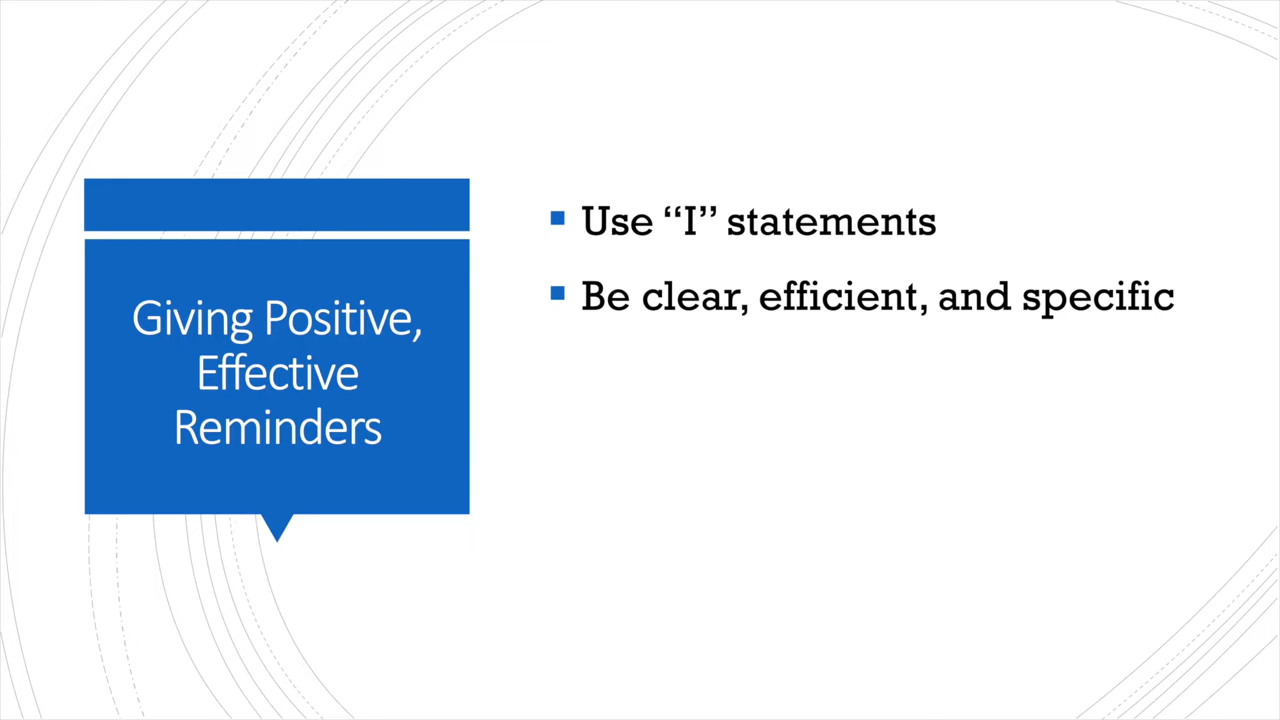 Giving Positive,
Effective
Reminders
Use “I” statements
Be clear, efficient, and specific